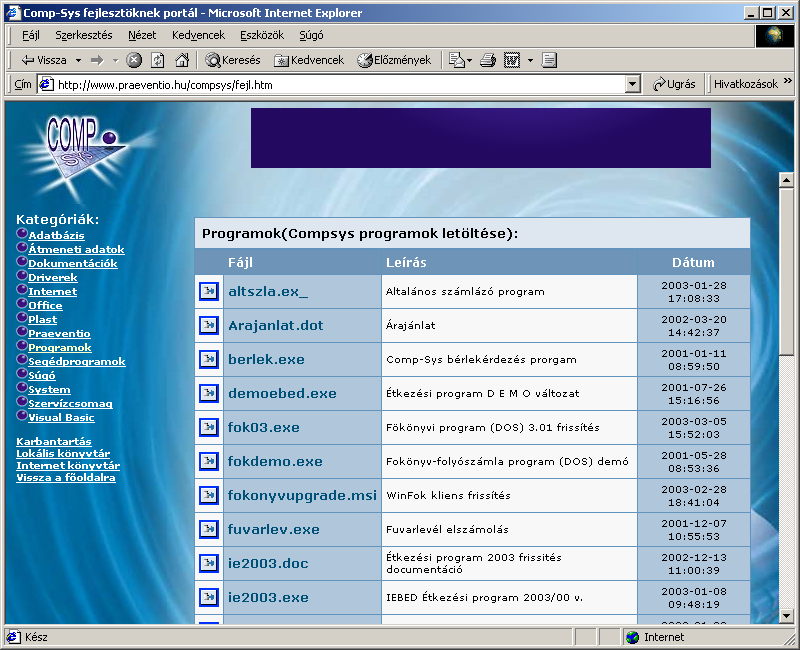 Comp-Sys fejlesztöknek portál - Microsoft Internet Explorer
Fájl Szerkesztés Nézet Kedvencek Eszközök Súgó
Vissza Keresés Kedvencek Előzmények
Cím http://www.praeventio.hu/compsys/fejl.htm Ugrás Hivatkozások »
COMP
SYS
Kategóriák:
Adatbázis
Átmeneti adatok
Dokumentációk
Driverek
Internet
Office
Plast
Praeventio
Programok
Segédprogramok
Súgó
System
Szervízcsomag
Visual Basic
Karbantartás
Lokális könyvtár
Internet könyvtár
Vissza a főoldalra
Programok(Compsys programok letöltése):
Fájl Leírás Dátum
altszla.ex_ Altalános számlázó program 2003-01-28 17:08:33
Arajanlat.dot Árajánlat 2002-03-20 14:42:37
berlek.exe Comp-Sys bérlekérdezés prorgam 2001-01-11 08:59:50
demoebed.exe Étkezési program D E M O változat 2001-07-26 15:16:56
fok03.exe Fökönyvi program (DOS) 3.01 frissítés 2003-03-05 15:52:03
fokdemo.exe Fokönyv-folyószámla program (DOS) demó 2001-05-28 08:53:36
fokonyvupgrade.msi WinFok kliens frissítés 2003-02-28 18:41:04
fuvarlev.exe Fuvarlevél elszámolás 2001-12-07 10:55:53
ie2003.doc Étkezési program 2003 frissités documentáció 2002-12-13 11:00:39
ie2003.exe IEBED Étkezési program 2003/00 v. 2003-01-08 09:48:19
Kész Internet